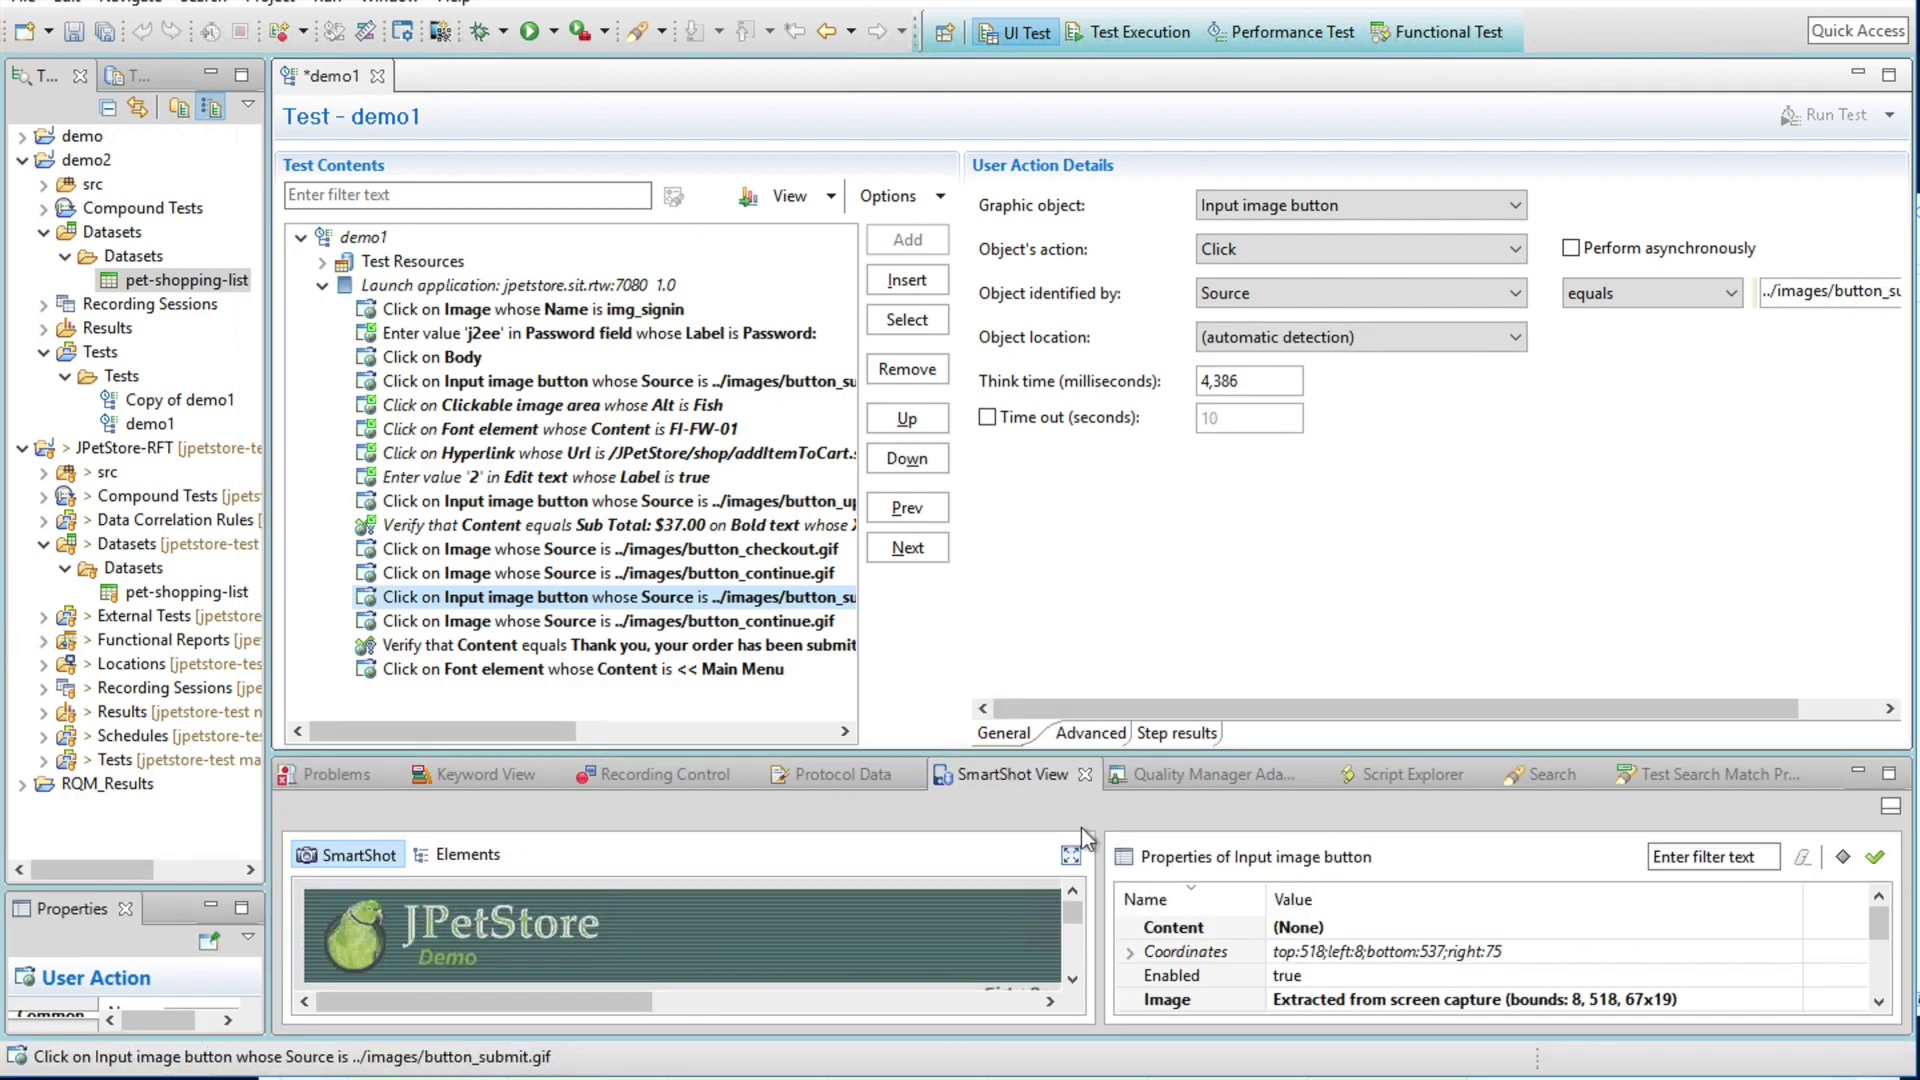 Quick Access
UI Test
Test Execution
Performance Test
Functional Test
T...
T...
*demo1
Test - demo1
Run Test
demo
demo2
src
Compound Tests
Datasets
Datasets
pet-shopping-list
Recording Sessions
Results
Tests
Tests
Copy of demo1
demo1
> JPetStore-RFT [jpetstore-te
> src
> Compound Tests [jpets
> Data Correlation Rules [
> Datasets [jpetstore-test
Datasets
pet-shopping-list
> External Tests [jpetstore
> Functional Reports [jpe
> Locations [jpetstore-tes
> Recording Sessions [jpe
> Results [jpetstore-test n
> Schedules [jpetstore-tes
> Tests [jpetstore-test ma
RQM_Results
Test Contents
Enter filter text
View
Options
demo1
Test Resources
Launch application: jpetstore.sit.rtw:7080 1.0
Click on Image whose Name is img_signin
Enter value 'j2ee' in Password field whose Label is Password:
Click on Body
Click on Input image button whose Source is ../images/button_su
Click on Clickable image area whose Alt is Fish
Click on Font element whose Content is FI-FW-01
Click on Hyperlink whose Url is /JPetStore/shop/addItemToCart.s
Enter value '2' in Edit text whose Label is true
Click on Input image button whose Source is ../images/button_up
Verify that Content equals Sub Total: $37.00 on Bold text whose X
Click on Image whose Source is ../images/button_checkout.gif
Click on Image whose Source is ../images/button_continue.gif
Click on Input image button whose Source is ../images/button_su
Click on Image whose Source is ../images/button_continue.gif
Verify that Content equals Thank you, your order has been submit
Click on Font element whose Content is << Main Menu
Add
Insert
Select
Remove
Up
Down
Prev
Next
User Action Details
Graphic object:
Input image button
Object's action:
Click
Perform asynchronously
Object identified by:
Source
equals
../images/button_su
Object location:
(automatic detection)
Think time (milliseconds):
4,386
Time out (seconds):
10
General
Advanced
Step results
Problems
Keyword View
Recording Control
Protocol Data
SmartShot View
Quality Manager Ada...
Script Explorer
Search
Test Search Match Pr...
SmartShot
Elements
JPetStore
Demo
Properties of Input image button
Enter filter text
Name
Value
Content
(None)
Coordinates
top:518;left:8;bottom:537;right:75
Enabled
true
Image
Extracted from screen capture (bounds: 8, 518, 67x19)
Properties
User Action
Common
Click on Input image button whose Source is ../images/button_submit.gif